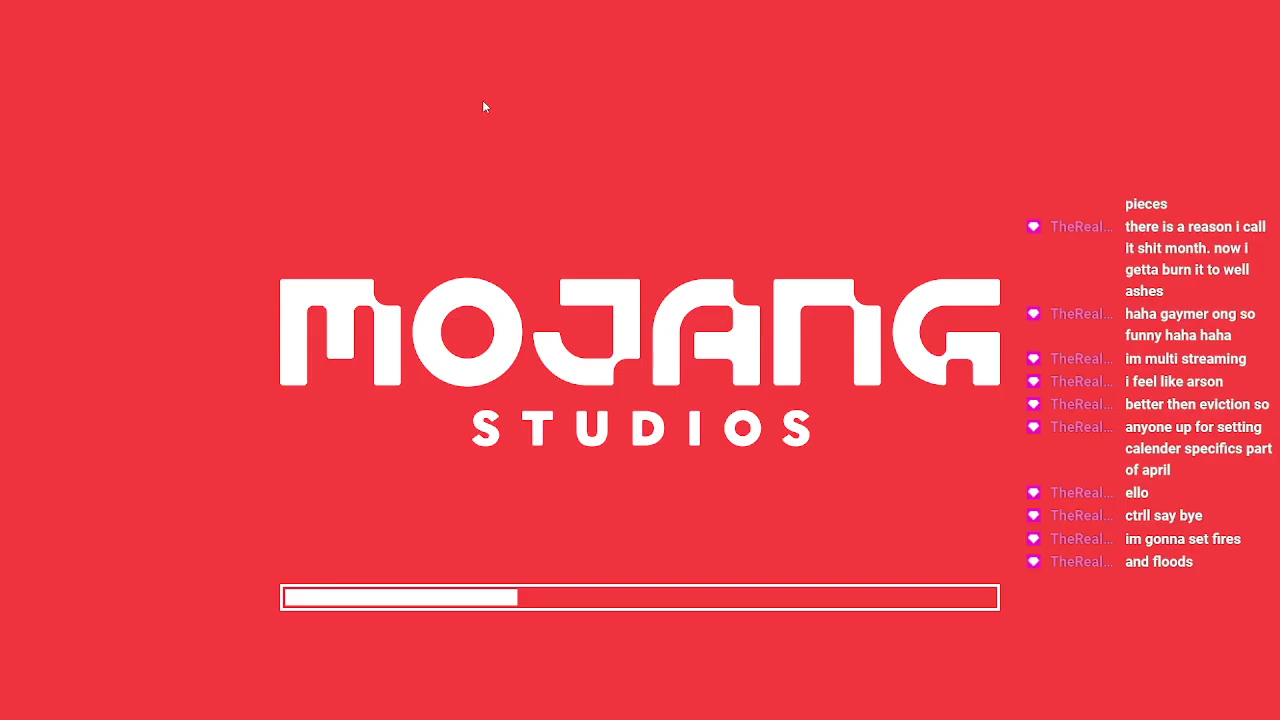 MOJANG
STUDIOS
pieces
TheReal... there is a reason i call
it shit month. now i
getta burn it to well
ashes
TheReal... haha gaymer ong so
funny haha haha
TheReal... im multi streaming
TheReal... i feel like arson
TheReal... better then eviction so
TheReal... anyone up for setting
calender specifics part
of april
TheReal... ello
TheReal... ctrll say bye
TheReal... im gonna set fires
TheReal... and floods